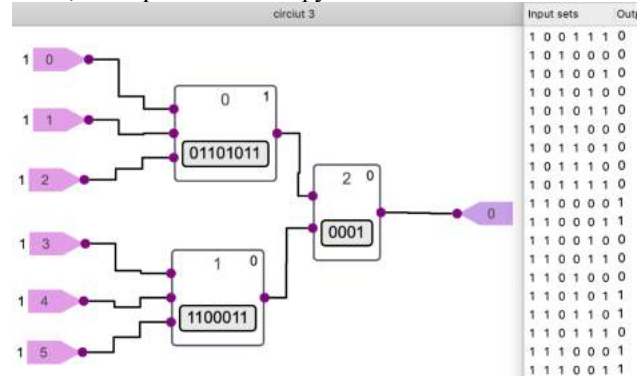 circiut 3
1 0
1 1
1 2
1 3
1 4
1 5
0 1
01101011
1 0
1100011
2 0
0001
0
Input sets
1 0 0 1 1 1 0
1 0 1 0 0 0 0
1 0 1 0 0 1 0
1 0 1 0 1 0 0
1 0 1 0 1 1 0
1 0 1 1 0 0 0
1 0 1 1 0 1 0
1 0 1 1 1 0 0
1 0 1 1 1 1 0
1 1 0 0 0 0 1
1 1 0 0 0 1 1
1 1 0 0 1 0 0
1 1 0 0 1 1 0
1 1 0 1 0 0 0
1 1 0 1 0 1 1
1 1 0 1 1 0 1
1 1 0 1 1 1 0
1 1 1 0 0 0 1
1 1 1 0 0 1 1